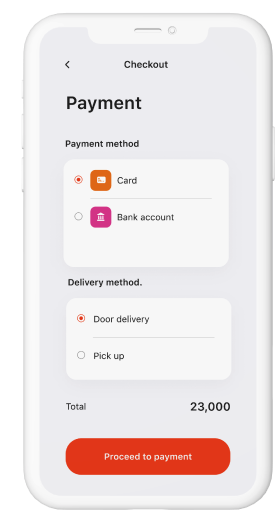 Checkout
Payment
Payment method
Card
Bank account
Delivery method.
Door delivery
Pick up
Total 23,000
Proceed to payment